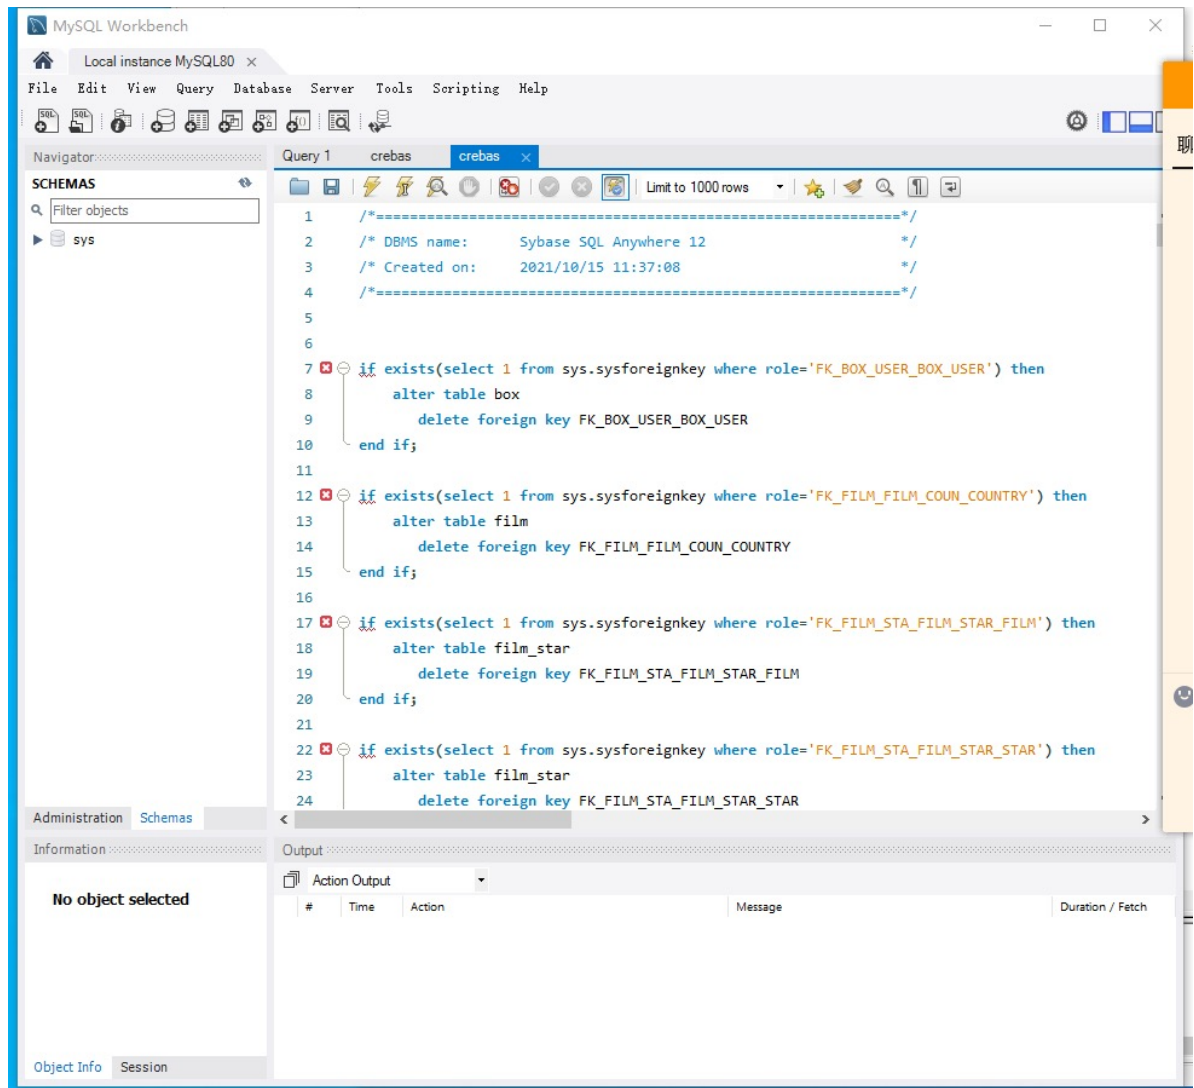 MySQL Workbench
Local instance MySQL80
File Edit View Query Database Server Tools Scripting Help
Navigator
SCHEMAS
Filter objects
sys
Administration Schemas
Information
No object selected
Object Info Session
Query 1 crebas crebas
Limit to 1000 rows
1 /*==============================================================*/
2 /* DBMS name:      Sybase SQL Anywhere 12                       */
3 /* Created on:     2021/10/15 11:37:08                          */
4 /*==============================================================*/
5
6
7 if exists(select 1 from sys.sysforeignkey where role='FK_BOX_USER_BOX_USER') then
8     alter table box
9        delete foreign key FK_BOX_USER_BOX_USER
10 end if;
11
12 if exists(select 1 from sys.sysforeignkey where role='FK_FILM_FILM_COUN_COUNTRY') then
13     alter table film
14        delete foreign key FK_FILM_FILM_COUN_COUNTRY
15 end if;
16
17 if exists(select 1 from sys.sysforeignkey where role='FK_FILM_STA_FILM_STAR_FILM') then
18     alter table film_star
19        delete foreign key FK_FILM_STA_FILM_STAR_FILM
20 end if;
21
22 if exists(select 1 from sys.sysforeignkey where role='FK_FILM_STA_FILM_STAR_STAR') then
23     alter table film_star
24        delete foreign key FK_FILM_STA_FILM_STAR_STAR
Output
Action Output
# Time Action Message Duration / Fetch
聊